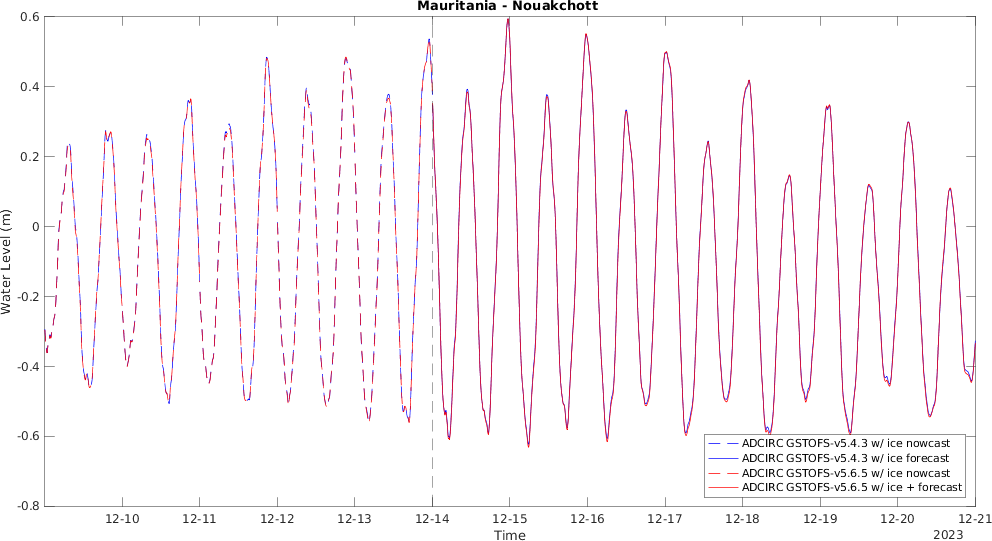 Mauritania - Nouakchott
0.6
0.4
0.2
0
-0.2
-0.4
-0.6
-0.8
Water Level (m)
ADCIRC GSTOFS-v5.4.3 w/ ice nowcast
ADCIRC GSTOFS-v5.4.3 w/ ice forecast
ADCIRC GSTOFS-v5.6.5 w/ ice nowcast
ADCIRC GSTOFS-v5.6.5 w/ ice + forecast
12-10 12-11 12-12 12-13 12-14 12-15 12-16 12-17 12-18 12-19 12-20 12-21
Time
2023